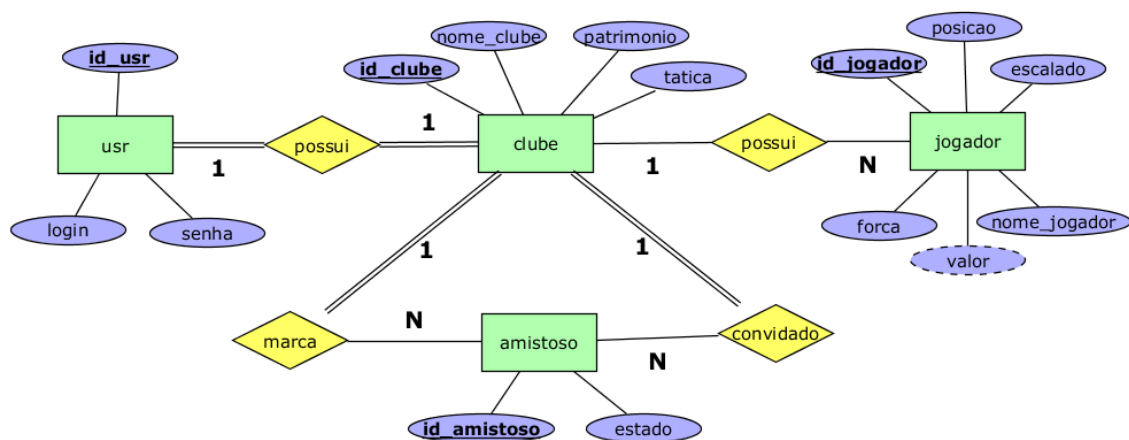 nome_clube
patrimonio
posicao
id_usr
id_clube
id_jogador
escalado
tatica
usr
1
possui
1
clube
1
possui
N
jogador
login
senha
forca
nome_jogador
valor
1
1
marca
N
amistoso
N
convidado
id_amistoso
estado